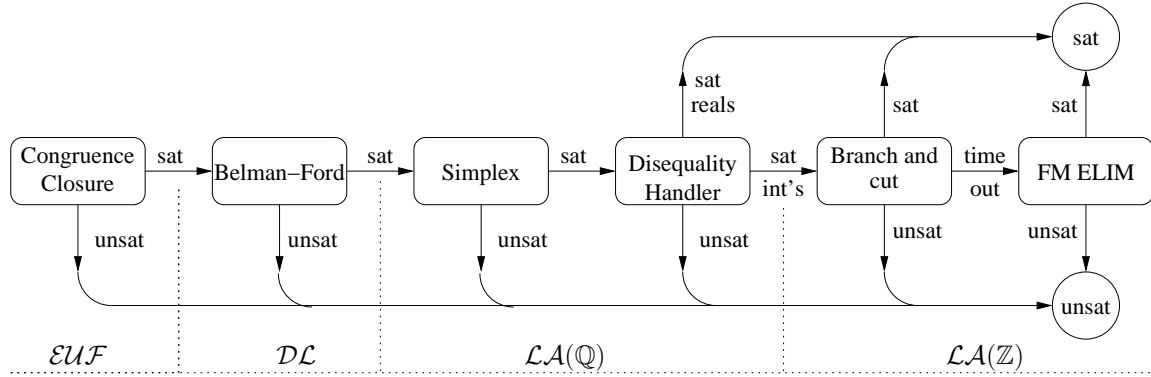 sat
sat
reals
sat
sat
Congruence
Closure
sat
Belman–Ford
sat
Simplex
sat
Disequality
Handler
sat
int's
Branch and
cut
time
out
FM ELIM
unsat
unsat
unsat
unsat
unsat
unsat
unsat
ℰ𝒰ℱ
𝒟ℒ
ℒ𝒜(ℚ)
ℒ𝒜(ℤ)